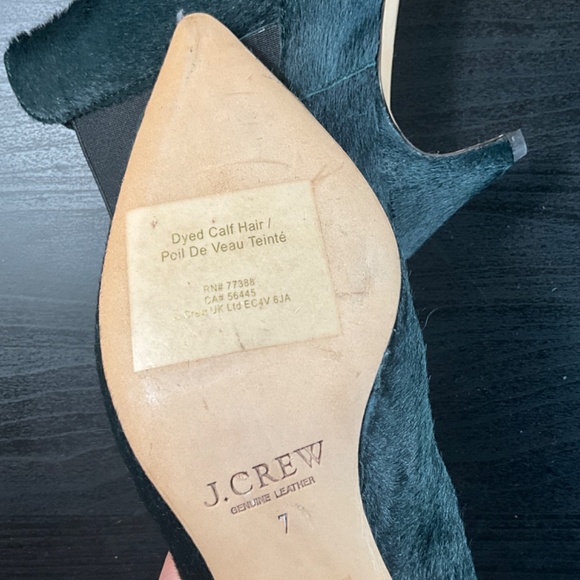 Dyed Calf Hair /
Poil De Veau Teinté
RN# 77388
CA# 56445
Crew UK Ltd EC4V 6JA
J.CREW
GENUINE LEATHER
7